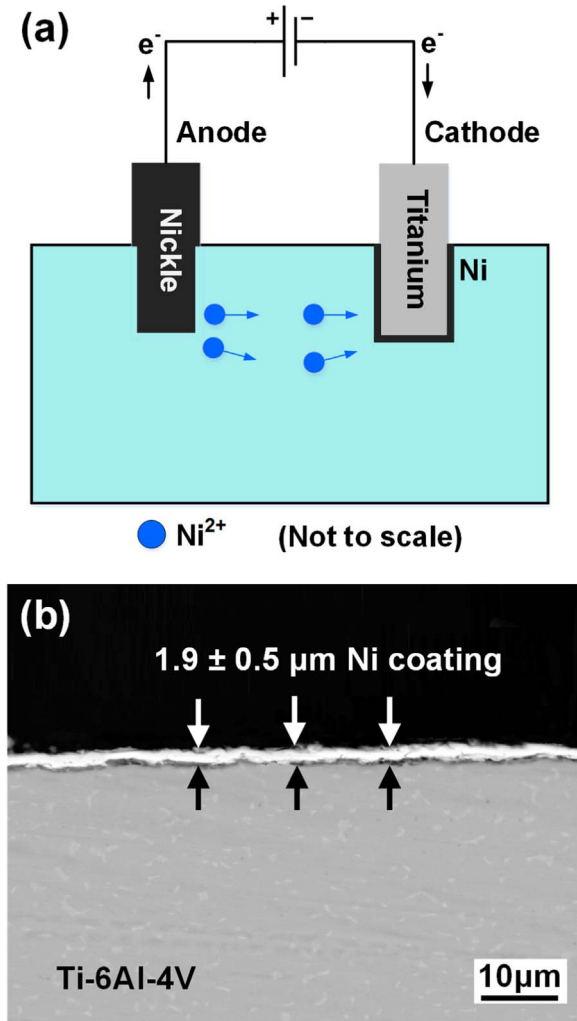 (a)
+ −
e⁻ e⁻
Anode Cathode
Nickle Titanium
Ni
Ni²⁺ (Not to scale)
(b)
1.9 ± 0.5 µm Ni coating
Ti-6Al-4V
10µm